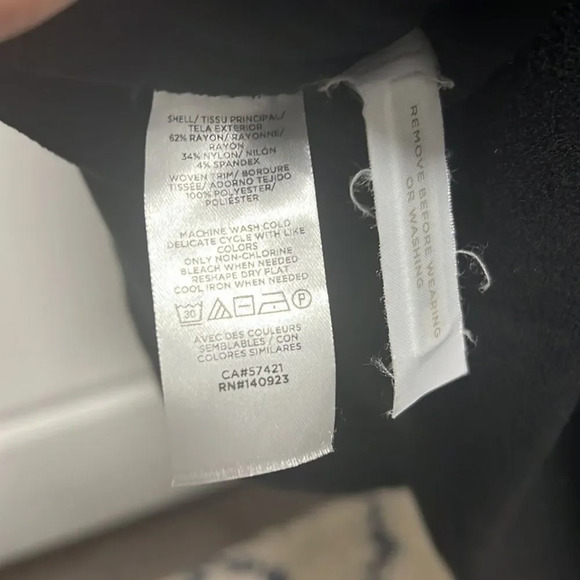 SHELL/ TISSU PRINCIPAL/
TELA EXTERIOR
62% RAYON/ RAYONNE/
RAYON
34% NYLON/ NILÓN
4% SPANDEX
WOVEN TRIM/ BORDURE
TISSÉE/ ADORNO TEJIDO
100% POLYESTER/
POLIÉSTER
MACHINE WASH COLD
DELICATE CYCLE WITH LIKE
COLORS
ONLY NON-CHLORINE
BLEACH WHEN NEEDED
RESHAPE DRY FLAT
COOL IRON WHEN NEEDED
30 P
AVEC DES COULEURS
SEMBLABLES / CON
COLORES SIMILARES
CA#57421
RN#140923
REMOVE BEFORE WEARING
OR WASHING